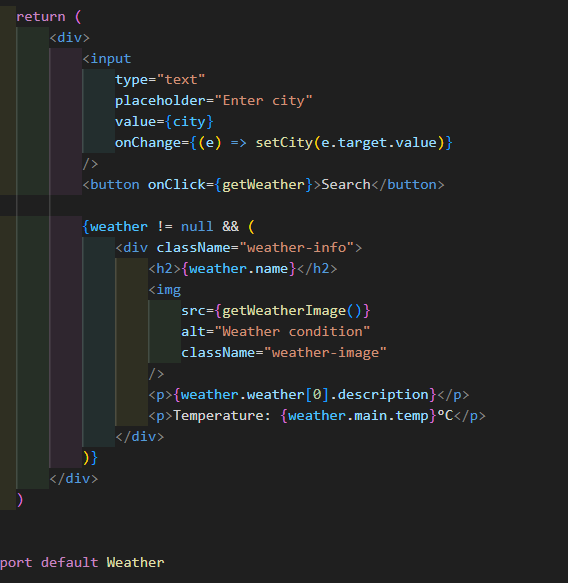 return (
<div>
<input
type="text"
placeholder="Enter city"
value={city}
onChange={(e) => setCity(e.target.value)}
/>
<button onClick={getWeather}>Search</button>
{weather != null && (
<div className="weather-info">
<h2>{weather.name}</h2>
<img
src={getWeatherImage()}
alt="Weather condition"
className="weather-image"
/>
<p>{weather.weather[0].description}</p>
<p>Temperature: {weather.main.temp}°C</p>
</div>
)}
</div>
)
port default Weather